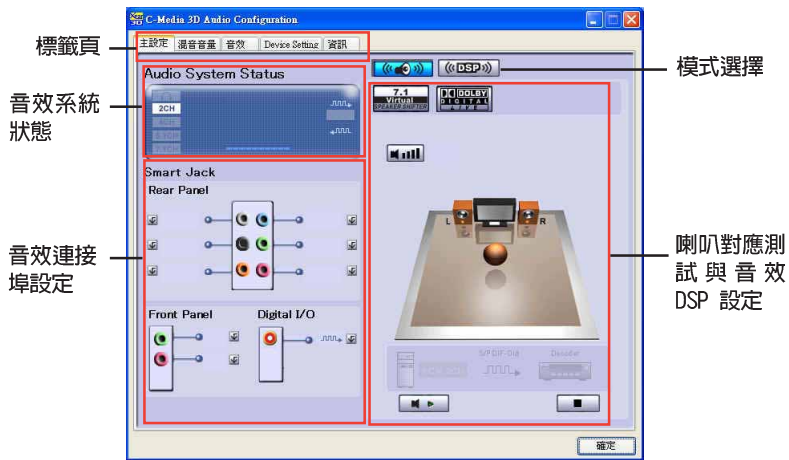 C-Media 3D Audio Configuration
標籤頁
主設定 混音音量 音效 Device Setting 資訊
((DSP))
模式選擇
Audio System Status
7.1
Virtual
SPEAKER SHIFTER
DOLBY
DIGITAL
LIVE
音效系統
狀態
2CH
4CH
5.1CH
7.1CH
Smart Jack
Rear Panel
L R
音效連接
埠設定
喇叭對應測
試與音效
DSP 設定
Front Panel Digital I/O
S/PDIF-Out Decoder
確定